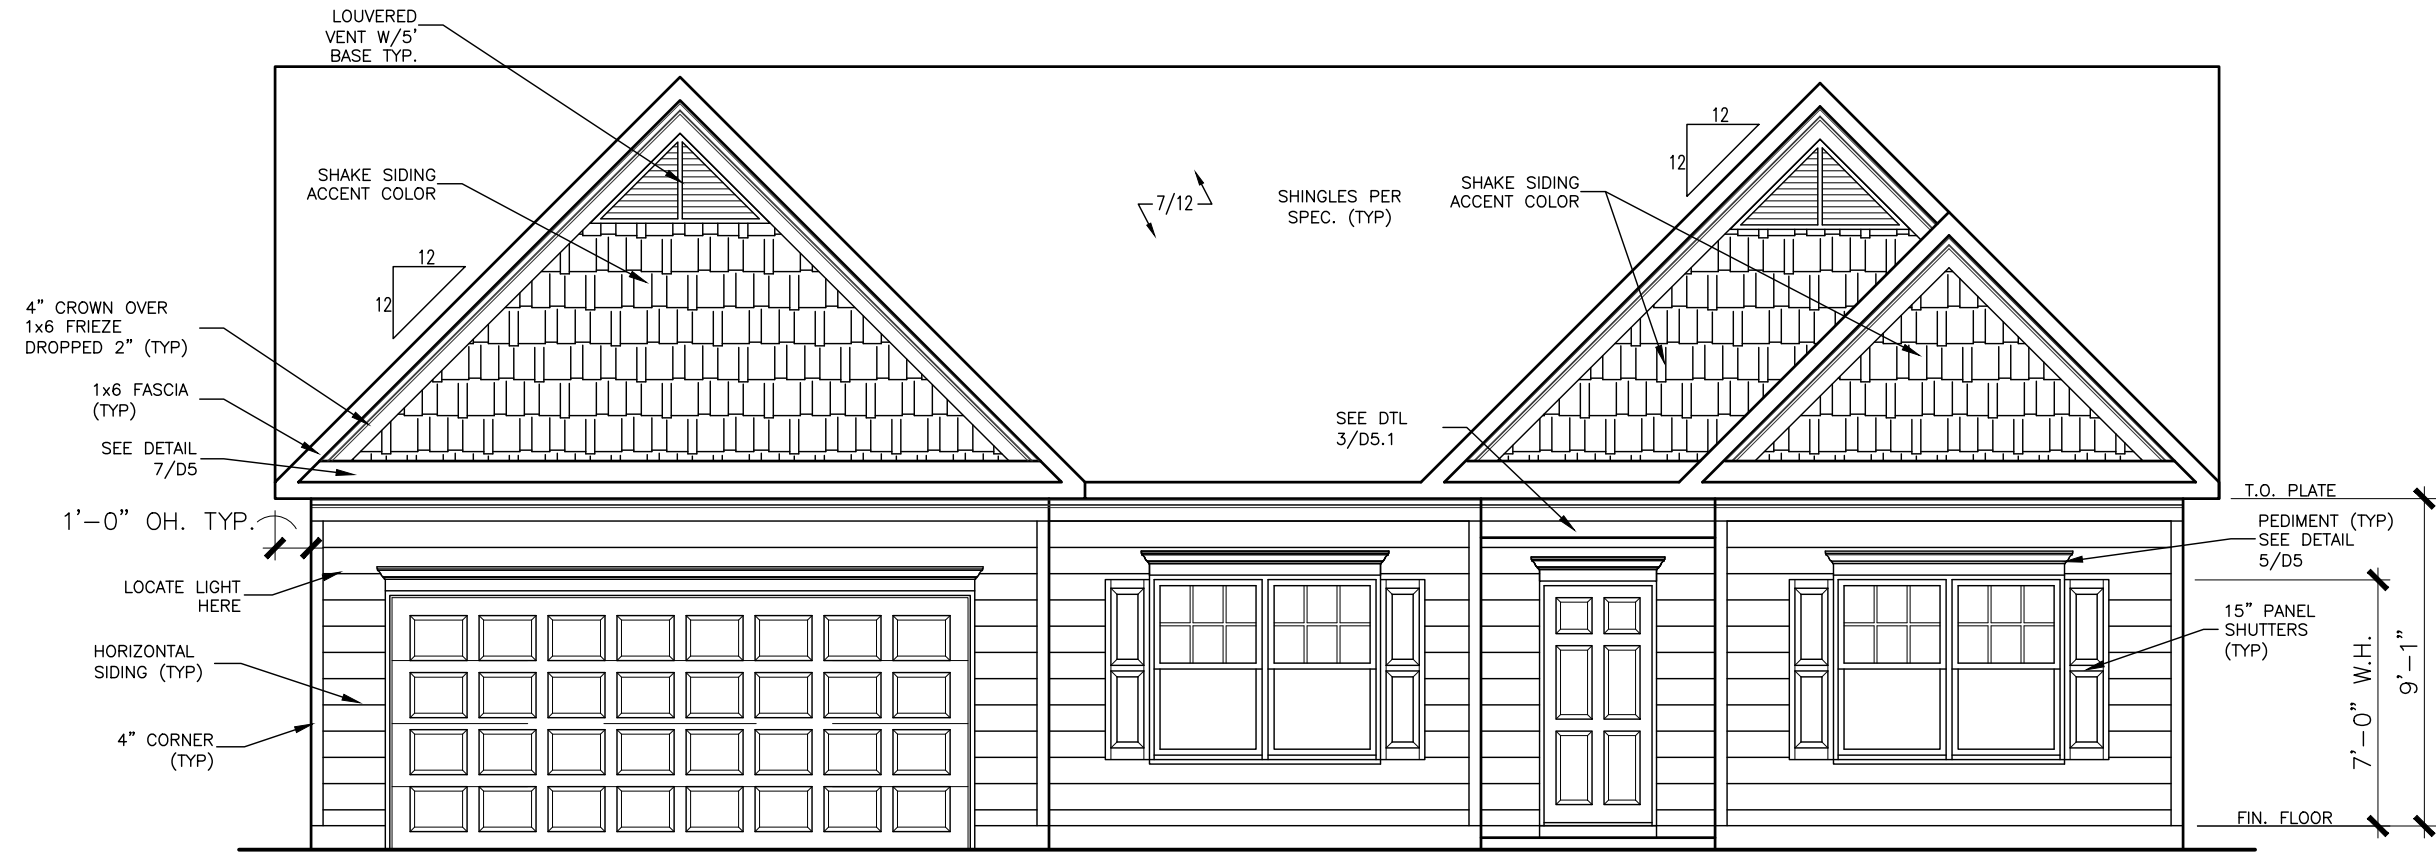 LOUVERED
VENT W/5'
BASE TYP.
12
12
SHAKE SIDING
ACCENT COLOR
7/12
SHINGLES PER
SPEC. (TYP)
SHAKE SIDING
ACCENT COLOR
12
12
4" CROWN OVER
1x6 FRIEZE
DROPPED 2" (TYP)
1x6 FASCIA
(TYP)
SEE DETAIL
7/D5
SEE DTL
3/D5.1
1'-0" OH. TYP.
T.O. PLATE
PEDIMENT (TYP)
SEE DETAIL
5/D5
LOCATE LIGHT
HERE
15" PANEL
SHUTTERS
(TYP)
HORIZONTAL
SIDING (TYP)
7'-0" W.H.
9'-1"
4" CORNER
(TYP)
FIN. FLOOR